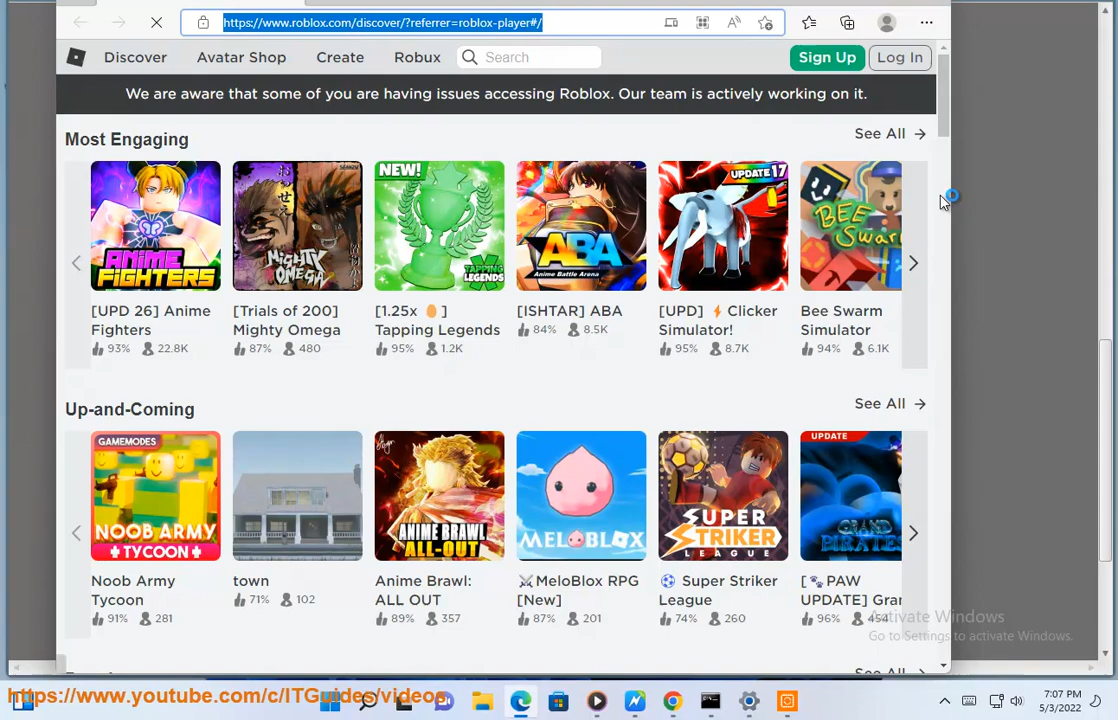 https://www.roblox.com/discover/?referrer=roblox-player#/
Discover Avatar Shop Create Robux Search Sign Up Log In
We are aware that some of you are having issues accessing Roblox. Our team is actively working on it.
Most Engaging See All →
ANIME FIGHTERS
MIGHTY OMEGA
NEW! TAPPING LEGENDS
ABA Anime Battle Arena
UPDATE 17
BEE Swarm
[UPD 26] Anime Fighters
93% 22.8K
[Trials of 200] Mighty Omega
87% 480
[1.25x 🥚] Tapping Legends
95% 1.2K
[ISHTAR] ABA
84% 8.5K
[UPD] ⚡ Clicker Simulator!
95% 8.7K
Bee Swarm Simulator
94% 6.1K
Up-and-Coming See All →
GAMEMODES NOOB ARMY + TYCOON +
ANIME BRAWL ALL-OUT
MELOBLOX
SUPER STRIKER LEAGUE
UPDATE GRAND PIRATES
Noob Army Tycoon
91% 281
town
71% 102
Anime Brawl: ALL OUT
89% 357
⚔MeloBlox RPG [New]
87% 201
⚽ Super Striker League
74% 260
[🐾PAW UPDATE] Gran
96% 454
Activate Windows
Go to Settings to activate Windows.
See All
https://www.youtube.com/c/ITGuides/videos
7:07 PM
5/3/2022